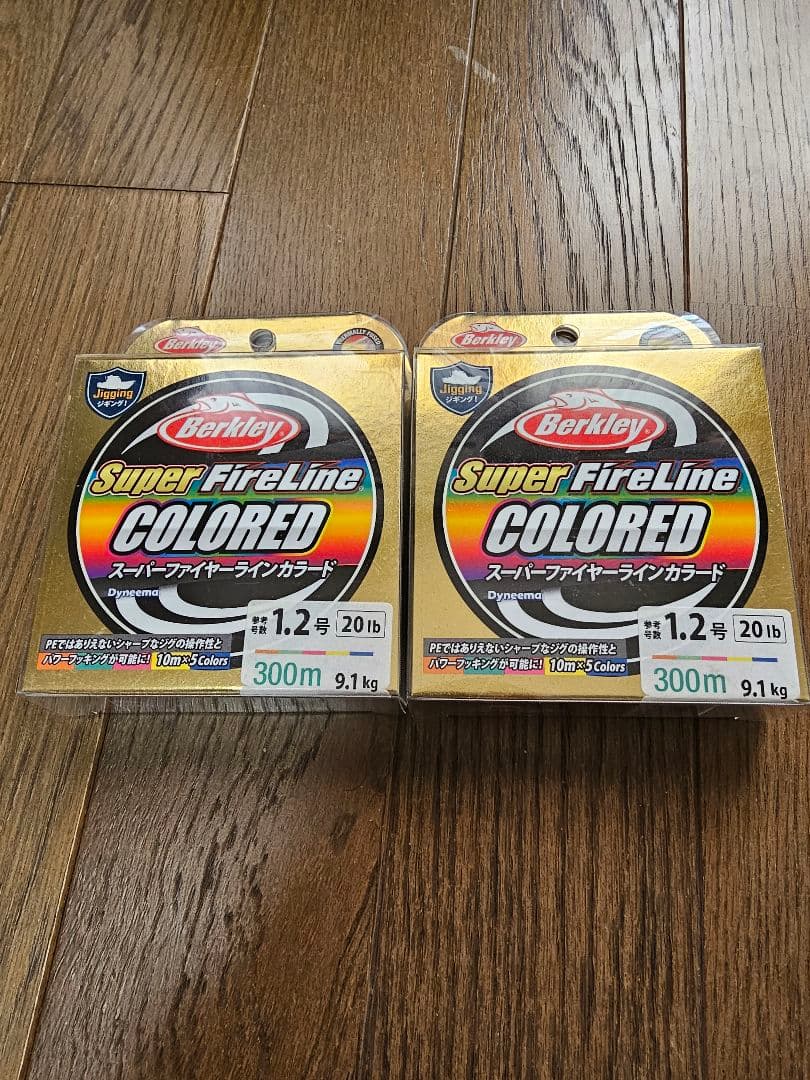 Berkley
Jigging
ジギング!
Berkley
Super FireLine
COLORED
スーパーファイヤーラインカラード
Dyneema
PEではありえないシャープなジグの操作性と
パワーフッキングが可能に! 10m×5Colors
参考号数 1.2号 20lb
300m 9.1kg
Berkley
Jigging
ジギング!
Berkley
Super FireLine
COLORED
スーパーファイヤーラインカラード
Dyneema
PEではありえないシャープなジグの操作性と
パワーフッキングが可能に! 10m×5Colors
参考号数 1.2号 20lb
300m 9.1kg